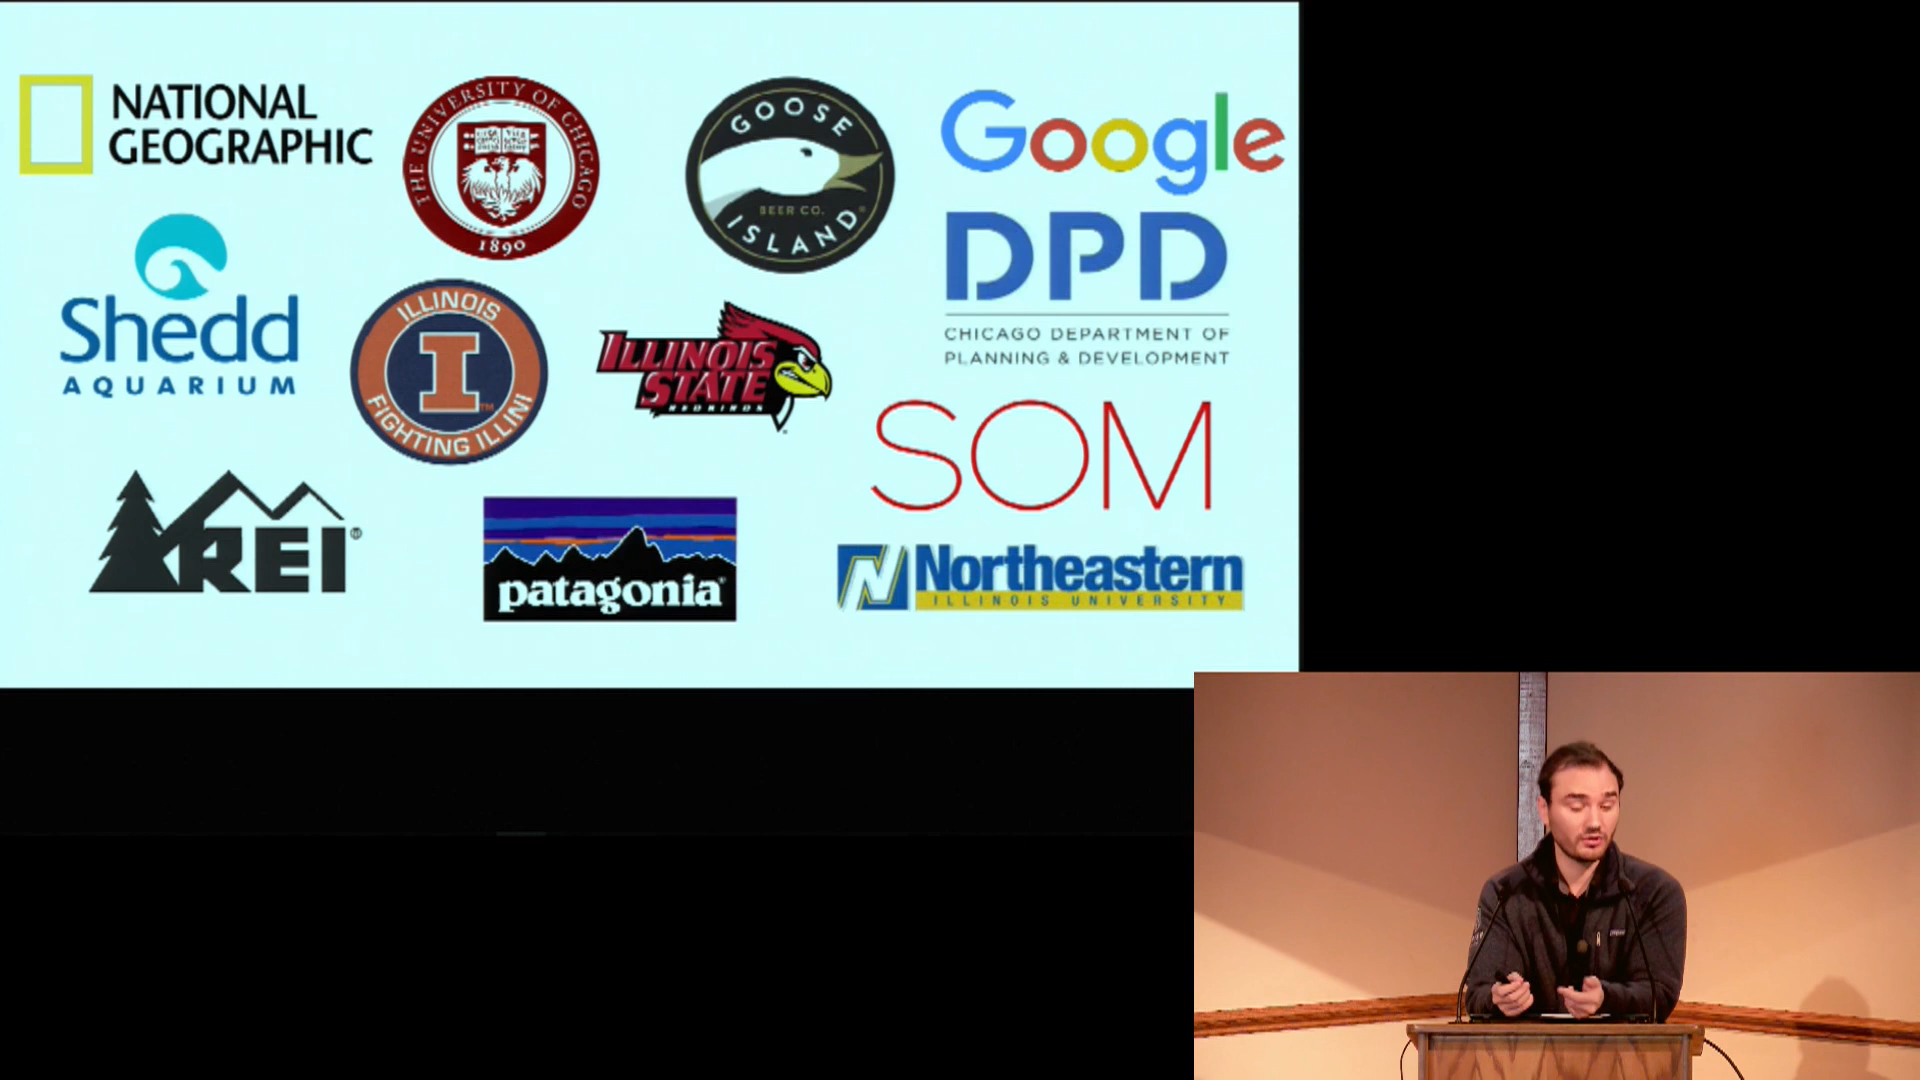 NATIONAL
GEOGRAPHIC
THE UNIVERSITY OF CHICAGO
1890
GOOSE
BEER CO.
ISLAND
Google
Shedd
AQUARIUM
ILLINOIS
I
TM
FIGHTING ILLINI
ILLINOIS
STATE
REDBIRDS
DPD
CHICAGO DEPARTMENT OF
PLANNING & DEVELOPMENT
SOM
REI®
patagonia®
N Northeastern
ILLINOIS UNIVERSITY